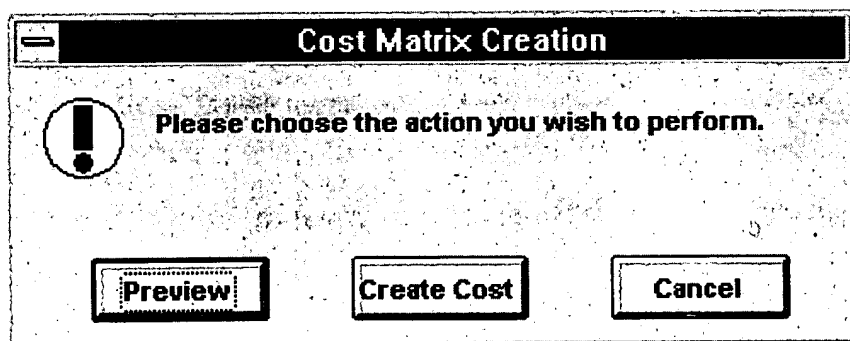 Cost Matrix Creation
Please choose the action you wish to perform.
Preview Create Cost Cancel